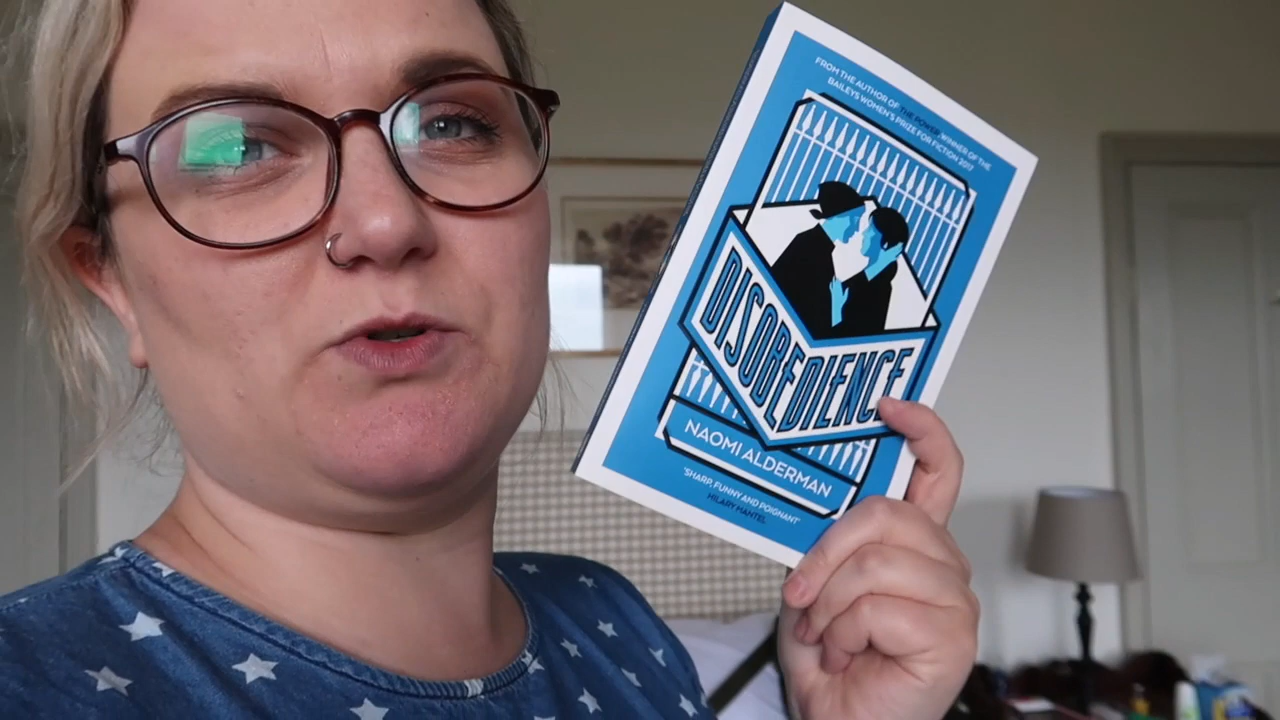 FROM THE AUTHOR OF THE POWER, WINNER OF THE
BAILEYS WOMEN'S PRIZE FOR FICTION 2017
DISOBEDIENCE
NAOMI ALDERMAN
'SHARP, FUNNY AND POIGNANT'
HILARY MANTEL